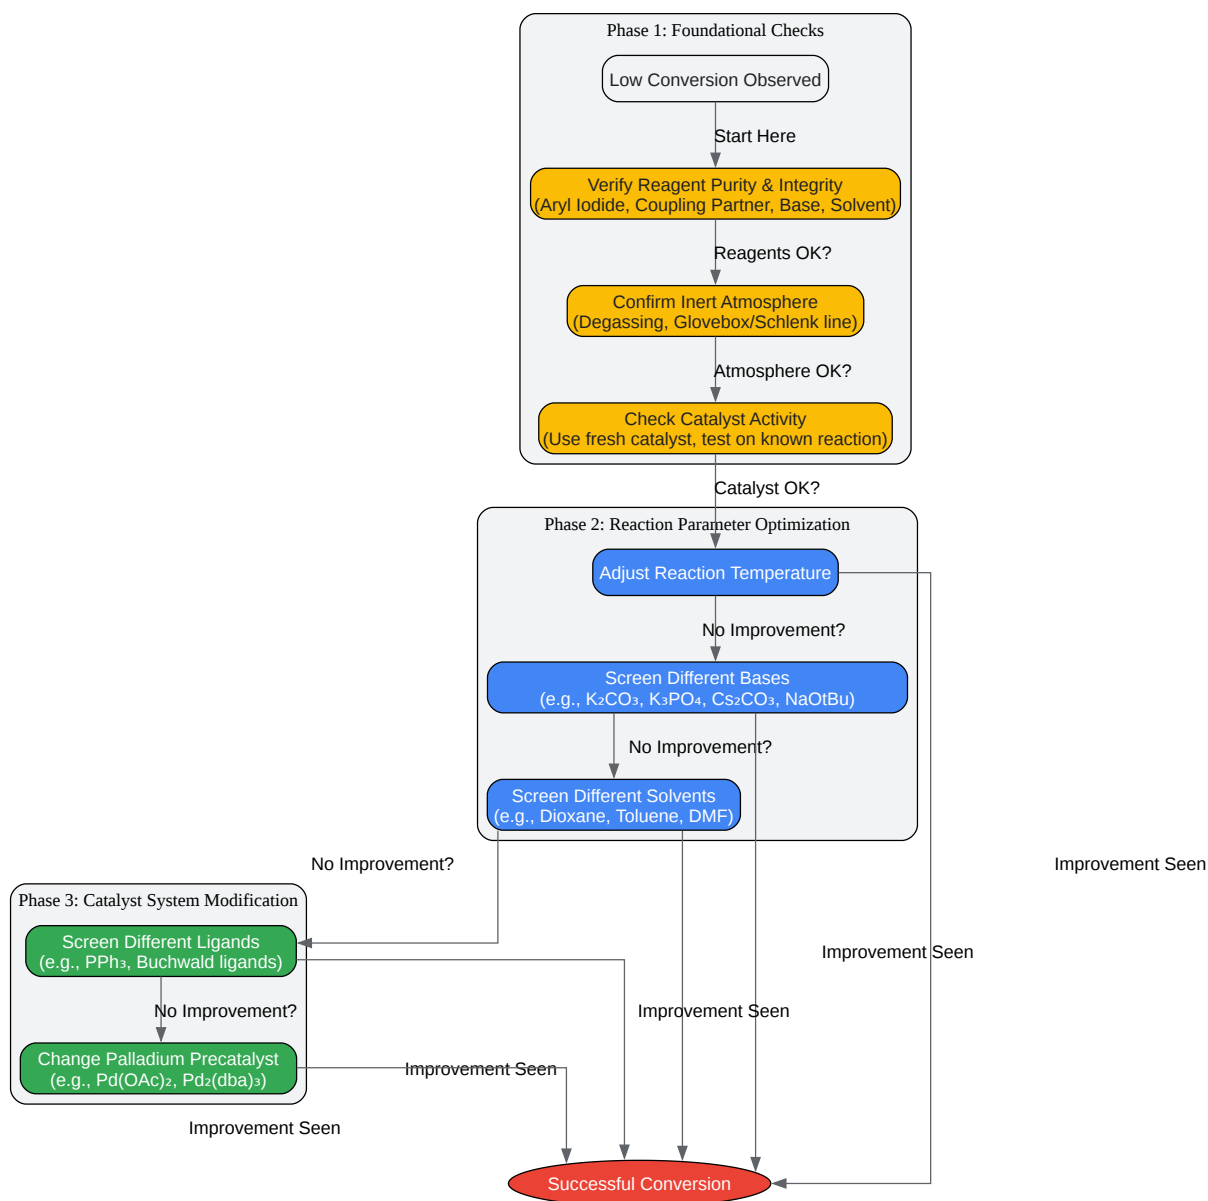 Phase 1: Foundational Checks
Low Conversion Observed
Start Here
Verify Reagent Purity & Integrity
(Aryl Iodide, Coupling Partner, Base, Solvent)
Reagents OK?
Confirm Inert Atmosphere
(Degassing, Glovebox/Schlenk line)
Atmosphere OK?
Check Catalyst Activity
(Use fresh catalyst, test on known reaction)
Catalyst OK?
Phase 2: Reaction Parameter Optimization
Adjust Reaction Temperature
No Improvement?
Screen Different Bases
(e.g., K₂CO₃, K₃PO₄, Cs₂CO₃, NaOtBu)
No Improvement?
Screen Different Solvents
(e.g., Dioxane, Toluene, DMF)
No Improvement?
Improvement Seen
Phase 3: Catalyst System Modification
Screen Different Ligands
(e.g., PPh₃, Buchwald ligands)
Improvement Seen
No Improvement?
Improvement Seen
Change Palladium Precatalyst
(e.g., Pd(OAc)₂, Pd₂(dba)₃)
Improvement Seen
Improvement Seen
Successful Conversion